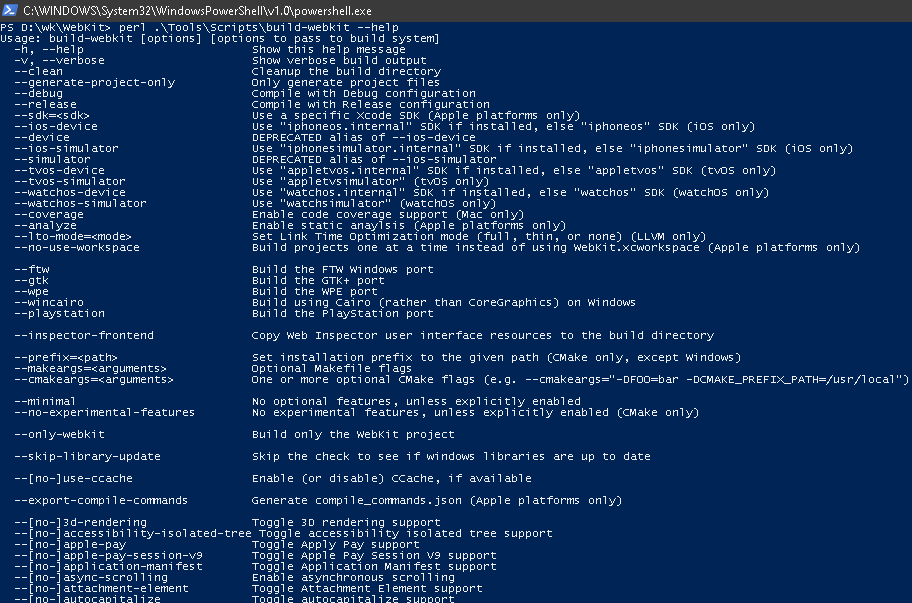 C:\WINDOWS\System32\WindowsPowerShell\v1.0\powershell.exe
PS D:\wk\WebKit> perl .\Tools\Scripts\build-webkit --help
Usage: build-webkit [options] [options to pass to build system]
  -h, --help                        Show this help message
  -v, --verbose                     Show verbose build output
  --clean                           Cleanup the build directory
  --generate-project-only           Only generate project files
  --debug                           Compile with Debug configuration
  --release                         Compile with Release configuration
  --sdk=<sdk>                       Use a specific Xcode SDK (Apple platforms only)
  --ios-device                      Use "iphoneos.internal" SDK if installed, else "iphoneos" SDK (iOS only)
  --device                          DEPRECATED alias of --ios-device
  --ios-simulator                   Use "iphonesimulator.internal" SDK if installed, else "iphonesimulator" SDK (iOS only)
  --simulator                       DEPRECATED alias of --ios-simulator
  --tvos-device                     Use "appletvos.internal" SDK if installed, else "appletvos" SDK (tvOS only)
  --tvos-simulator                  Use "appletvsimulator" (tvOS only)
  --watchos-device                  Use "watchos.internal" SDK if installed, else "watchos" SDK (watchOS only)
  --watchos-simulator               Use "watchsimulator" (watchOS only)
  --coverage                        Enable code coverage support (Mac only)
  --analyze                         Enable static anaylsis (Apple platforms only)
  --lto-mode=<mode>                 Set Link Time Optimization mode (full, thin, or none) (LLVM only)
  --no-use-workspace                Build projects one at a time instead of using WebKit.xcworkspace (Apple platforms only)
  --ftw                             Build the FTW Windows port
  --gtk                             Build the GTK+ port
  --wpe                             Build the WPE port
  --wincairo                        Build using Cairo (rather than CoreGraphics) on Windows
  --playstation                     Build the PlayStation port
  --inspector-frontend              Copy Web Inspector user interface resources to the build directory
  --prefix=<path>                   Set installation prefix to the given path (CMake only, except Windows)
  --makeargs=<arguments>            Optional Makefile flags
  --cmakeargs=<arguments>           One or more optional CMake flags (e.g. --cmakeargs="-DFOO=bar -DCMAKE_PREFIX_PATH=/usr/local")
  --minimal                         No optional features, unless explicitly enabled
  --no-experimental-features        No experimental features, unless explicitly enabled (CMake only)
  --only-webkit                     Build only the WebKit project
  --skip-library-update             Skip the check to see if windows libraries are up to date
  --[no-]use-ccache                 Enable (or disable) CCache, if available
  --export-compile-commands         Generate compile_commands.json (Apple platforms only)
  --[no-]3d-rendering               Toggle 3D rendering support
  --[no-]accessibility-isolated-tree Toggle accessibility isolated tree support
  --[no-]apple-pay                  Toggle Apply Pay support
  --[no-]apple-pay-session-v9       Toggle Apple Pay Session V9 support
  --[no-]application-manifest       Toggle Application Manifest support
  --[no-]async-scrolling            Enable asynchronous scrolling
  --[no-]attachment-element         Toggle Attachment Element support
  --[no-]autocapitalize             Toggle autocapitalize support